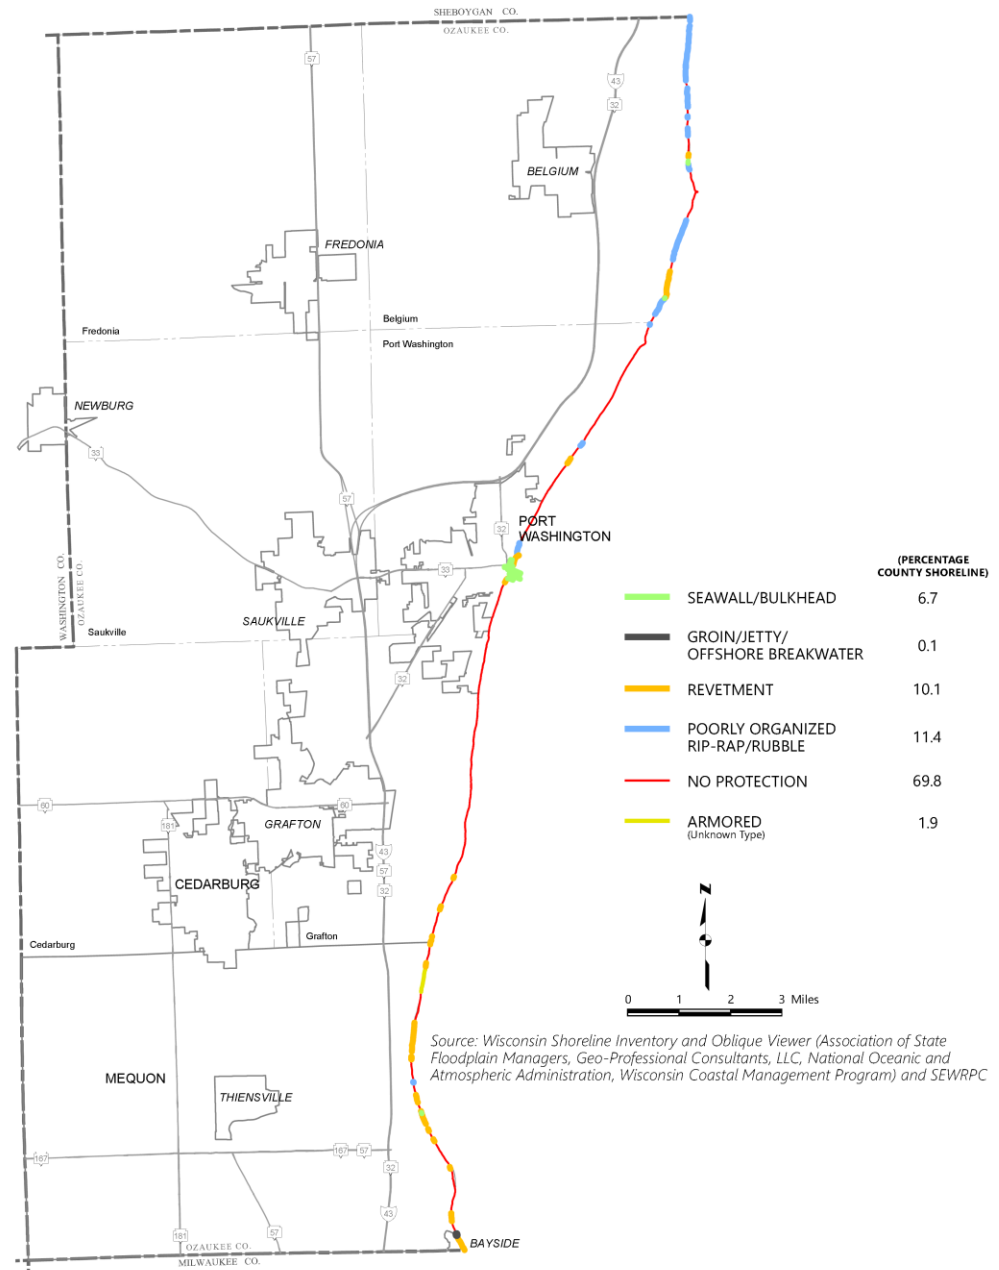 SHEBOYGAN CO.
OZAUKEE CO.
57
43
32
BELGIUM
FREDONIA
Fredonia
Belgium
Port Washington
NEWBURG
33
57
32
PORT
WASHINGTON
33
WASHINGTON CO.
OZAUKEE CO.
SAUKVILLE
Saukville
32
(PERCENTAGE
COUNTY SHORELINE)
SEAWALL/BULKHEAD 6.7
GROIN/JETTY/
OFFSHORE BREAKWATER 0.1
REVETMENT 10.1
POORLY ORGANIZED
RIP-RAP/RUBBLE 11.4
NO PROTECTION 69.8
ARMORED 1.9
(Unknown Type)
60
60
181
GRAFTON
43
57
32
CEDARBURG
Grafton
Cedarburg
N
0 1 2 3 Miles
Source: Wisconsin Shoreline Inventory and Oblique Viewer (Association of State
Floodplain Managers, Geo-Professional Consultants, LLC, National Oceanic and
Atmospheric Administration, Wisconsin Coastal Management Program) and SEWRPC
MEQUON
THIENSVILLE
167
167
57
32
43
181
57
BAYSIDE
OZAUKEE CO.
MILWAUKEE CO.